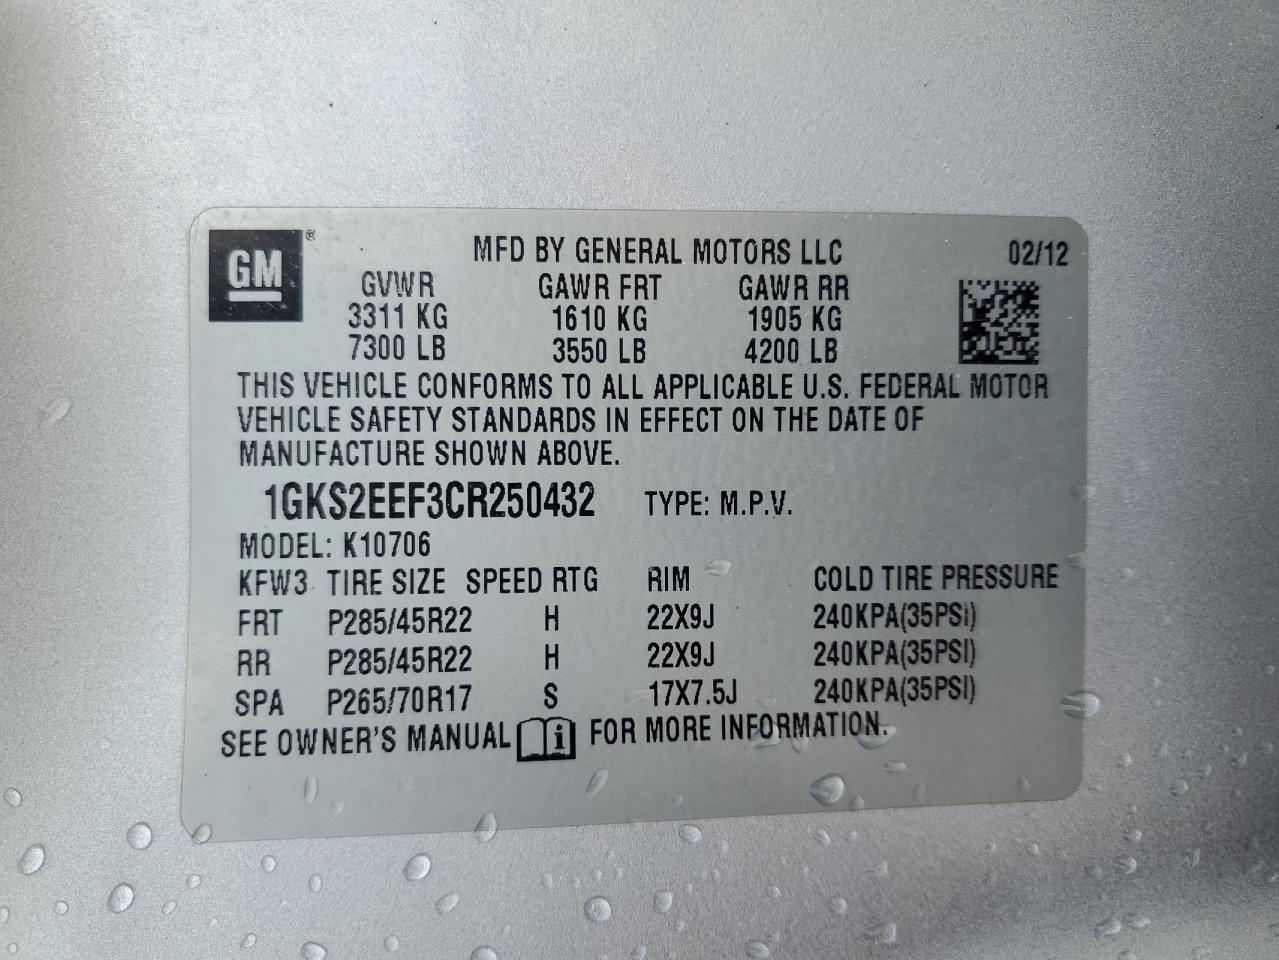 GM ®
MFD BY GENERAL MOTORS LLC 02/12
GVWR GAWR FRT GAWR RR
3311 KG 1610 KG 1905 KG
7300 LB 3550 LB 4200 LB
THIS VEHICLE CONFORMS TO ALL APPLICABLE U.S. FEDERAL MOTOR
VEHICLE SAFETY STANDARDS IN EFFECT ON THE DATE OF
MANUFACTURE SHOWN ABOVE.
1GKS2EEF3CR250432 TYPE: M.P.V.
MODEL: K10706
KFW3 TIRE SIZE SPEED RTG RIM COLD TIRE PRESSURE
FRT P285/45R22 H 22X9J 240KPA(35PSI)
RR P285/45R22 H 22X9J 240KPA(35PSI)
SPA P265/70R17 S 17X7.5J 240KPA(35PSI)
SEE OWNER'S MANUAL i FOR MORE INFORMATION.